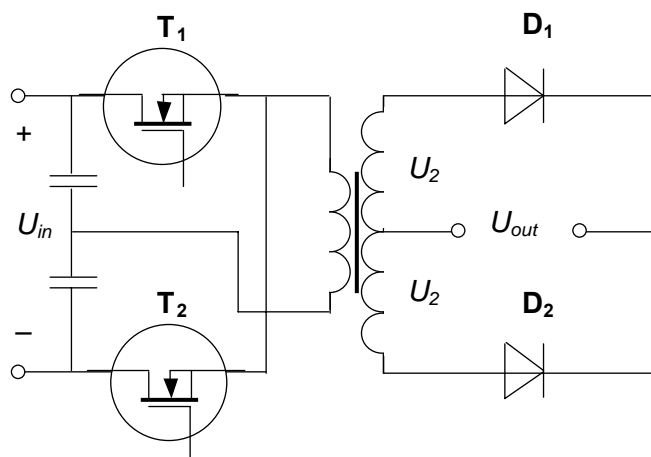 T₁
D₁
+
U₂
Uᵢₙ
Uₒᵤₜ
U₂
T₂
D₂
–